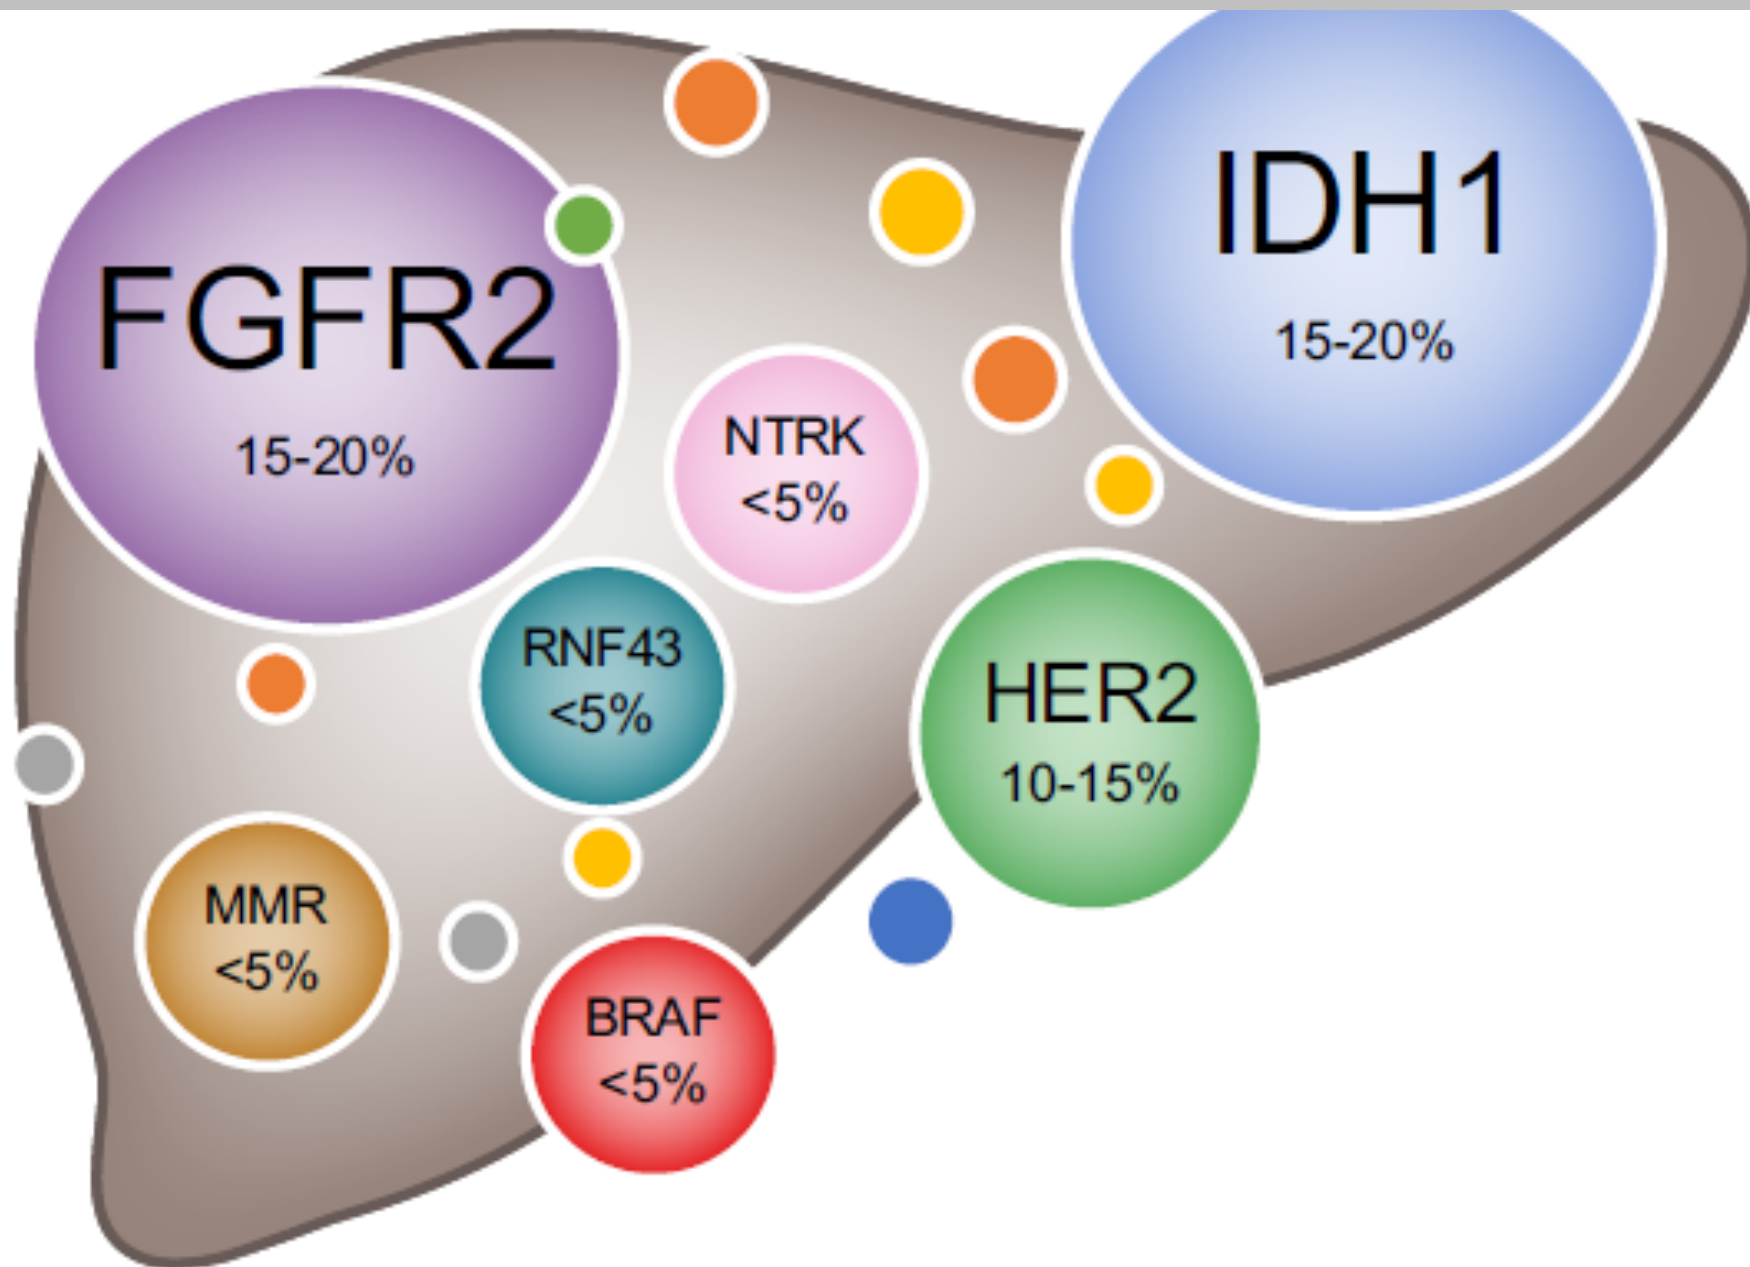 IDH1
15-20%
FGFR2
15-20%
NTRK
<5%
RNF43
<5%
HER2
10-15%
MMR
<5%
BRAF
<5%